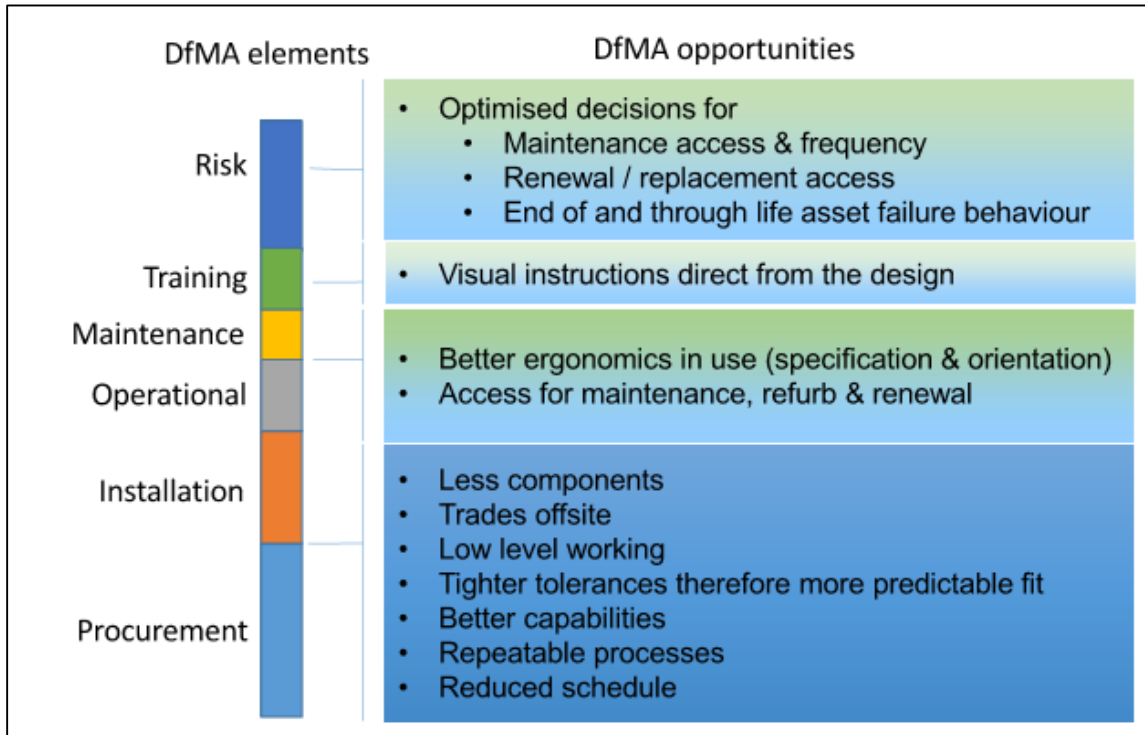 DfMA elements
DfMA opportunities
Risk
• Optimised decisions for
• Maintenance access & frequency
• Renewal / replacement access
• End of and through life asset failure behaviour
Training
• Visual instructions direct from the design
Maintenance
Operational
• Better ergonomics in use (specification & orientation)
• Access for maintenance, refurb & renewal
Installation
Procurement
• Less components
• Trades offsite
• Low level working
• Tighter tolerances therefore more predictable fit
• Better capabilities
• Repeatable processes
• Reduced schedule